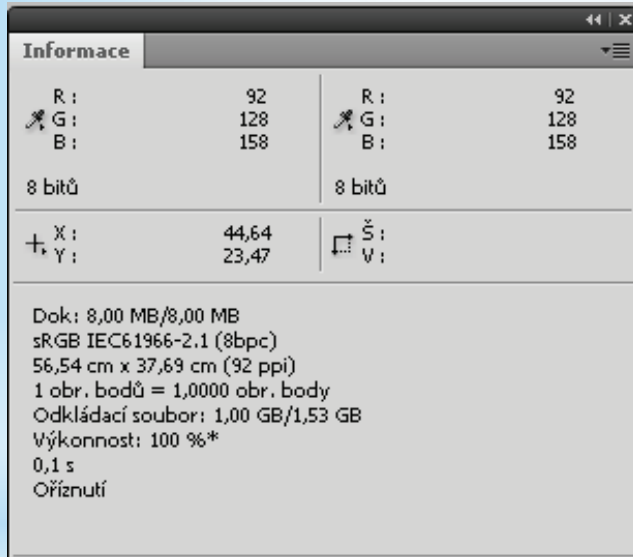 Informace
R : 92 R : 92
G : 128 G : 128
B : 158 B : 158
8 bitů 8 bitů
X : 44,64 Š :
Y : 23,47 V :
Dok: 8,00 MB/8,00 MB
sRGB IEC61966-2.1 (8bpc)
56,54 cm x 37,69 cm (92 ppi)
1 obr. bodů = 1,0000 obr. body
Odkládací soubor: 1,00 GB/1,53 GB
Výkonnost: 100 %*
0,1 s
Oříznutí